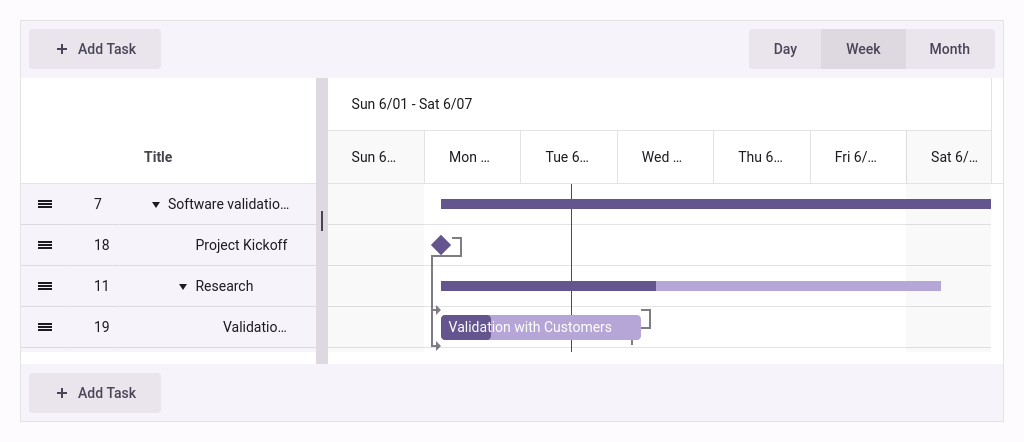 Add Task
Day Week Month
Sun 6/01 - Sat 6/07
Title
Sun 6… Mon … Tue 6… Wed … Thu 6… Fri 6/… Sat 6/…
7 Software validatio…
18 Project Kickoff
11 Research
19 Validatio… Validation with Customers
Add Task